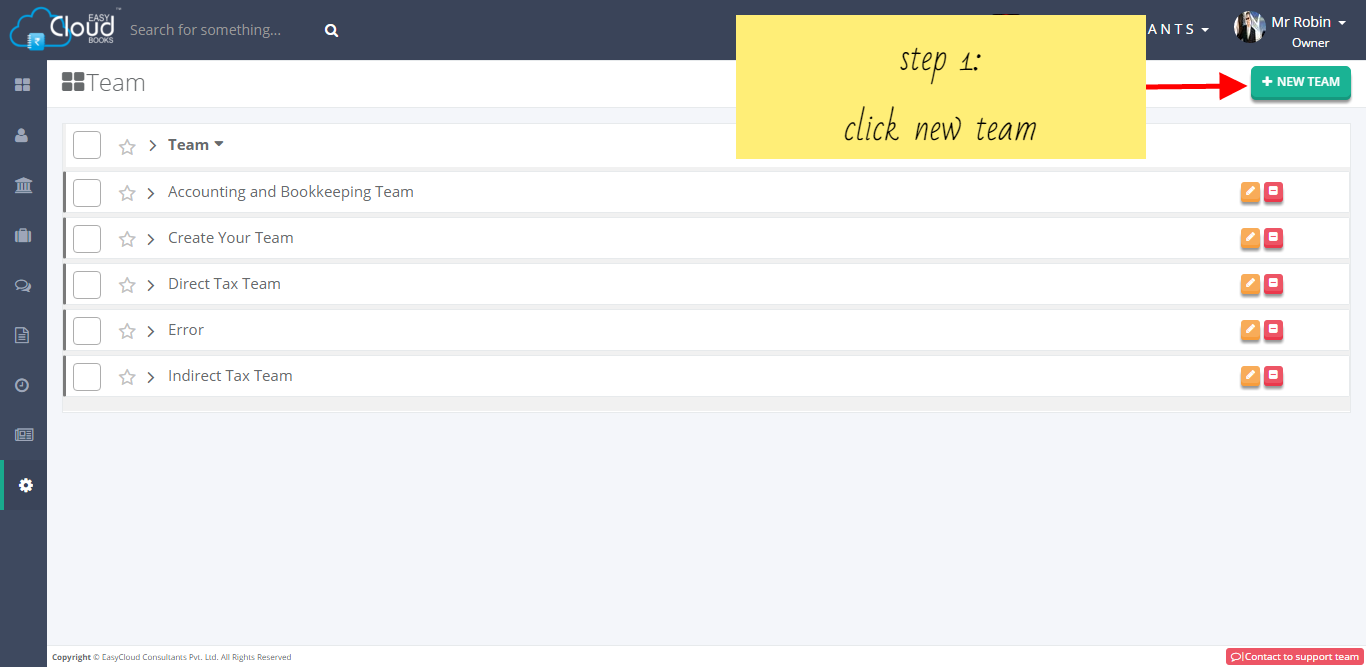 EASY
Cloud
BOOKS
™
Search for something...
ANTS
Mr Robin
Owner
step 1:
click new team
Team
+ NEW TEAM
Team
Accounting and Bookkeeping Team
Create Your Team
Direct Tax Team
Error
Indirect Tax Team
Copyright © EasyCloud Consultants Pvt. Ltd. All Rights Reserved
Contact to support team